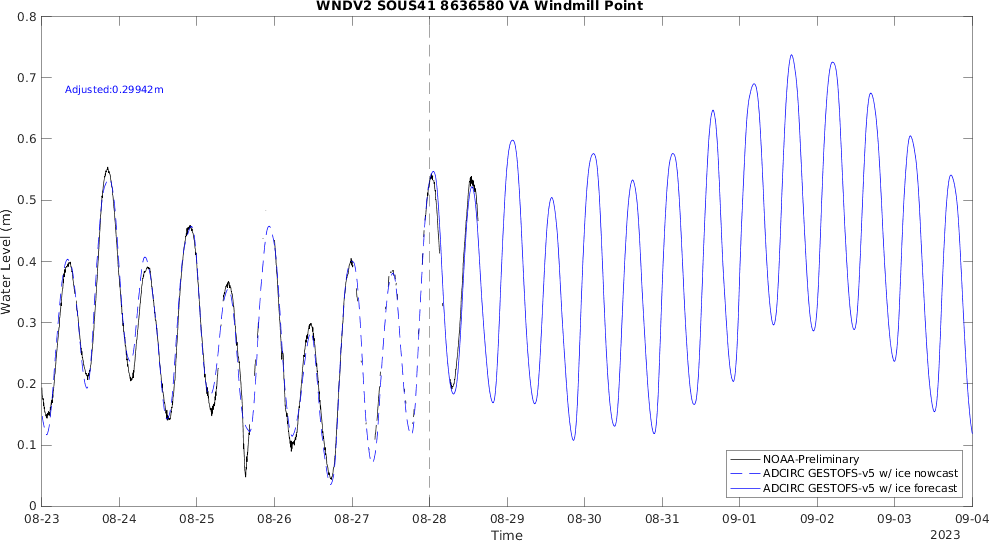 WNDV2 SOUS41 8636580 VA Windmill Point
Water Level (m)
0.8
0.7
0.6
0.5
0.4
0.3
0.2
0.1
0
Adjusted:0.29942m
NOAA-Preliminary
ADCIRC GESTOFS-v5 w/ ice nowcast
ADCIRC GESTOFS-v5 w/ ice forecast
08-23 08-24 08-25 08-26 08-27 08-28 08-29 08-30 08-31 09-01 09-02 09-03 09-04
Time
2023